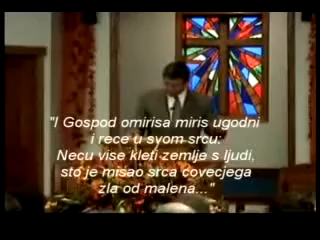 "I Gospod omirisa miris ugodni
i rece u svom srcu:
Necu vise kleti zemlje s ljudi,
sto je misao srca covecjega
zla od malena..."